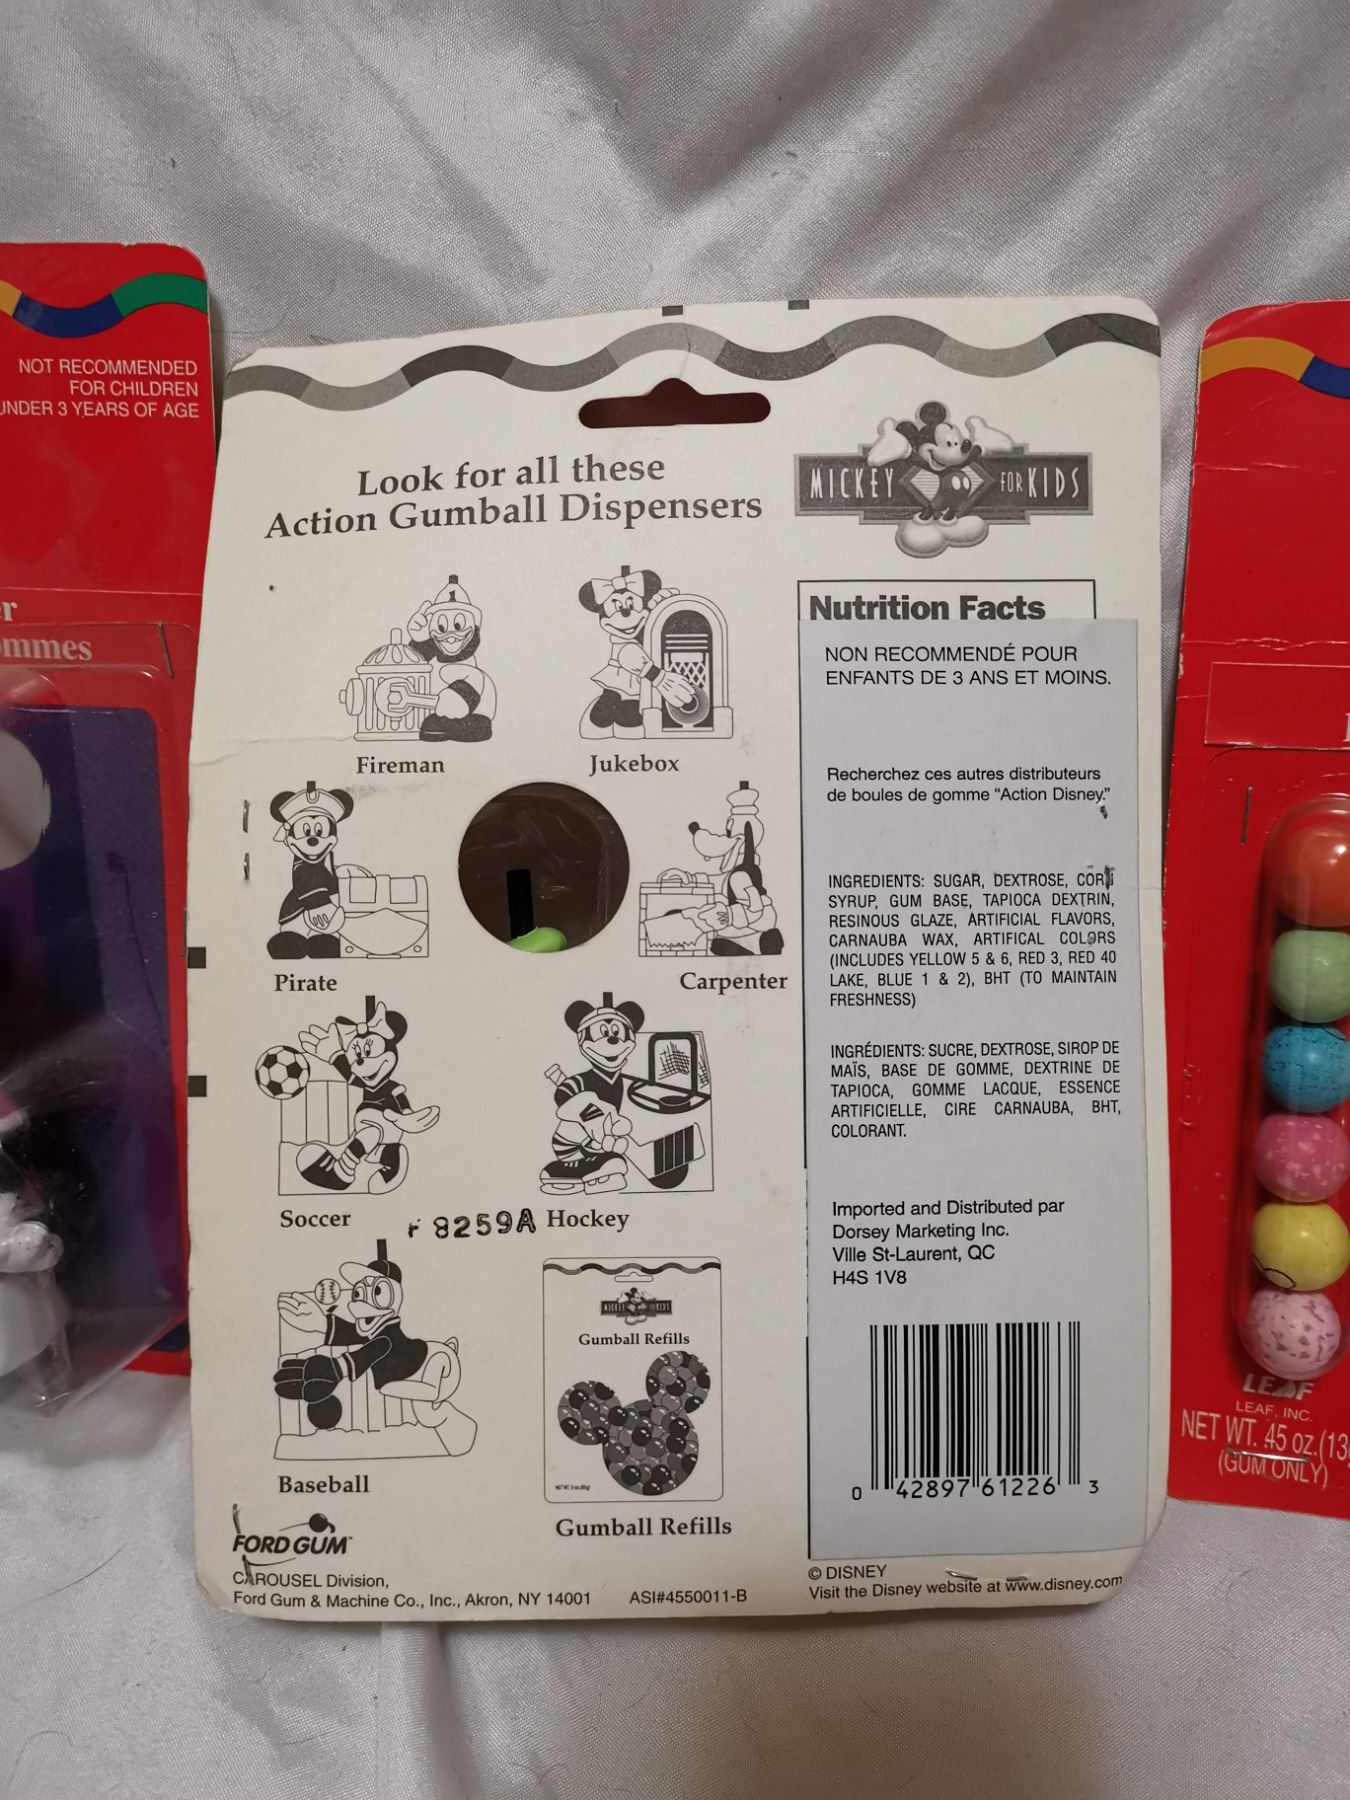 NOT RECOMMENDED
FOR CHILDREN
UNDER 3 YEARS OF AGE
Look for all these
Action Gumball Dispensers
MICKEY FOR KIDS
1
Fireman
Jukebox
Pirate
Carpenter
Soccer
8259A
Hockey
Baseball
MICKEY FOR KIDS
Gumball Refills
Gumball Refills
FORD GUM™
CAROUSEL Division,
Ford Gum & Machine Co., Inc., Akron, NY 14001
ASI#4550011-B
Nutrition Facts
NON RECOMMENDÉ POUR
ENFANTS DE 3 ANS ET MOINS.
Recherchez ces autres distributeurs
de boules de gomme “Action Disney.”
INGREDIENTS: SUGAR, DEXTROSE, CORN
SYRUP, GUM BASE, TAPIOCA DEXTRIN,
RESINOUS GLAZE, ARTIFICIAL FLAVORS,
CARNAUBA WAX, ARTIFICAL COLORS
(INCLUDES YELLOW 5 & 6, RED 3, RED 40
LAKE, BLUE 1 & 2), BHT (TO MAINTAIN
FRESHNESS)
INGRÉDIENTS: SUCRE, DEXTROSE, SIROP DE
MAÏS, BASE DE GOMME, DEXTRINE DE
TAPIOCA, GOMME LACQUE, ESSENCE
ARTIFICIELLE, CIRE CARNAUBA, BHT,
COLORANT.
Imported and Distributed par
Dorsey Marketing Inc.
Ville St-Laurent, QC
H4S 1V8
0 42897 61226 3
© DISNEY
Visit the Disney website at www.disney.com
LEAF
LEAF, INC.
NET WT. .45 oz. (13
(GUM ONLY)